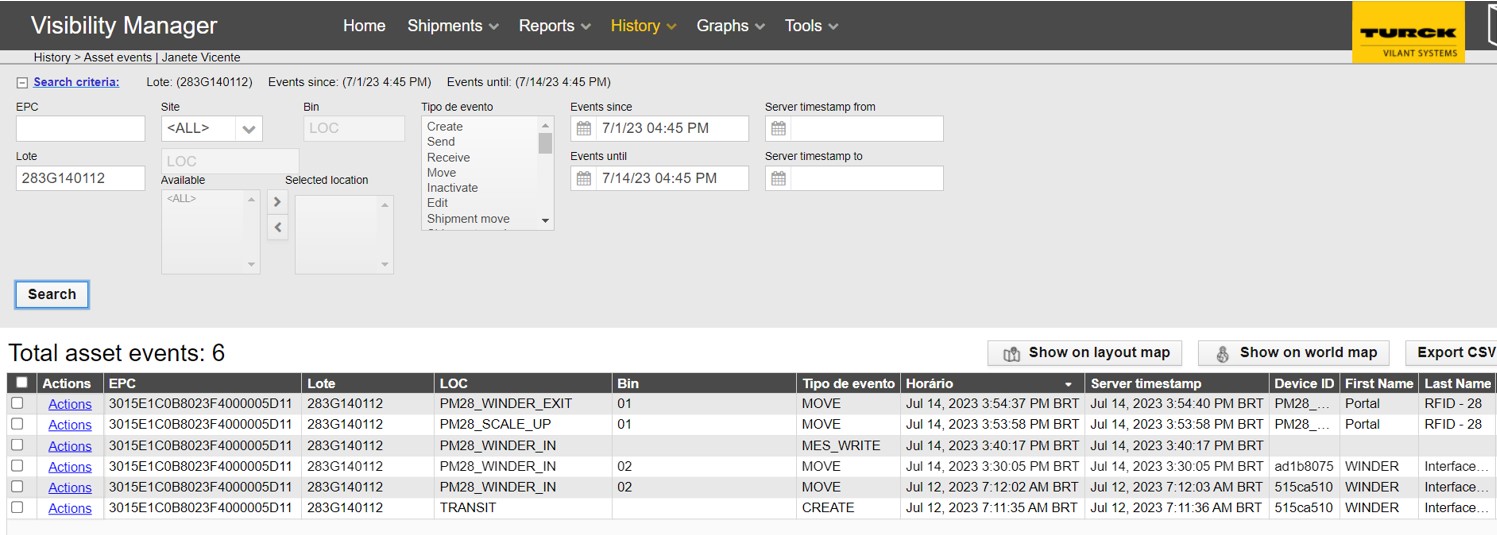 Visibility Manager
Home Shipments Reports History Graphs Tools
TURCK
VILANT SYSTEMS
History > Asset events | Janete Vicente
Search criteria: Lote: (283G140112) Events since: (7/1/23 4:45 PM) Events until: (7/14/23 4:45 PM)
EPC Site Bin Tipo de evento Events since Server timestamp from
<ALL> LOC 7/1/23 04:45 PM
Create
Send
Receive
Move
Inactivate
Edit
Shipment move
Lote LOC Events until Server timestamp to
283G140112 7/14/23 04:45 PM
Available Selected location
<ALL>
Search
Total asset events: 6
Show on layout map Show on world map Export CSV
Actions EPC Lote LOC Bin Tipo de evento Horário Server timestamp Device ID First Name Last Name
Actions 3015E1C0B8023F4000005D11 283G140112 PM28_WINDER_EXIT 01 MOVE Jul 14, 2023 3:54:37 PM BRT Jul 14, 2023 3:54:40 PM BRT PM28_... Portal RFID - 28
Actions 3015E1C0B8023F4000005D11 283G140112 PM28_SCALE_UP 01 MOVE Jul 14, 2023 3:53:58 PM BRT Jul 14, 2023 3:53:58 PM BRT PM28_... Portal RFID - 28
Actions 3015E1C0B8023F4000005D11 283G140112 PM28_WINDER_IN MES_WRITE Jul 14, 2023 3:40:17 PM BRT Jul 14, 2023 3:40:17 PM BRT
Actions 3015E1C0B8023F4000005D11 283G140112 PM28_WINDER_IN 02 MOVE Jul 14, 2023 3:30:05 PM BRT Jul 14, 2023 3:30:05 PM BRT ad1b8075 WINDER Interface...
Actions 3015E1C0B8023F4000005D11 283G140112 PM28_WINDER_IN 02 MOVE Jul 12, 2023 7:12:02 AM BRT Jul 12, 2023 7:12:03 AM BRT 515ca510 WINDER Interface...
Actions 3015E1C0B8023F4000005D11 283G140112 TRANSIT CREATE Jul 12, 2023 7:11:35 AM BRT Jul 12, 2023 7:11:36 AM BRT 515ca510 WINDER Interface...